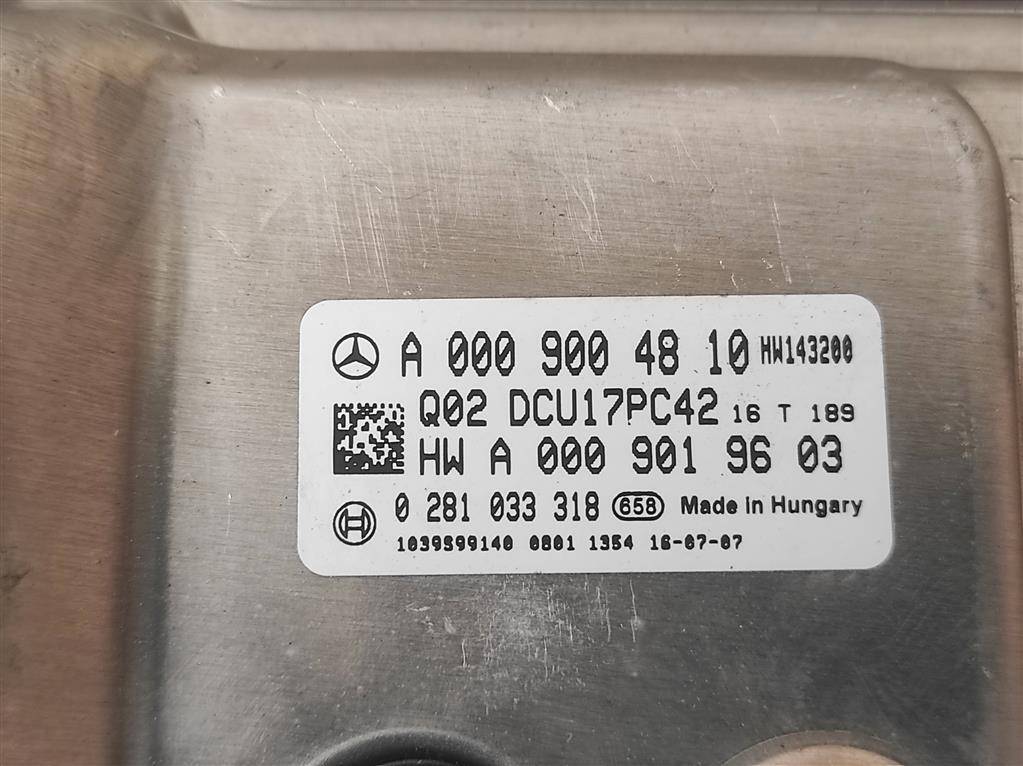 A 000 900 48 10 HW143200
Q02 DCU17PC42 16 T 189
HW A 000 901 96 03
0 281 033 318 658 Made in Hungary
1039S99140 0801 1354 16-07-07